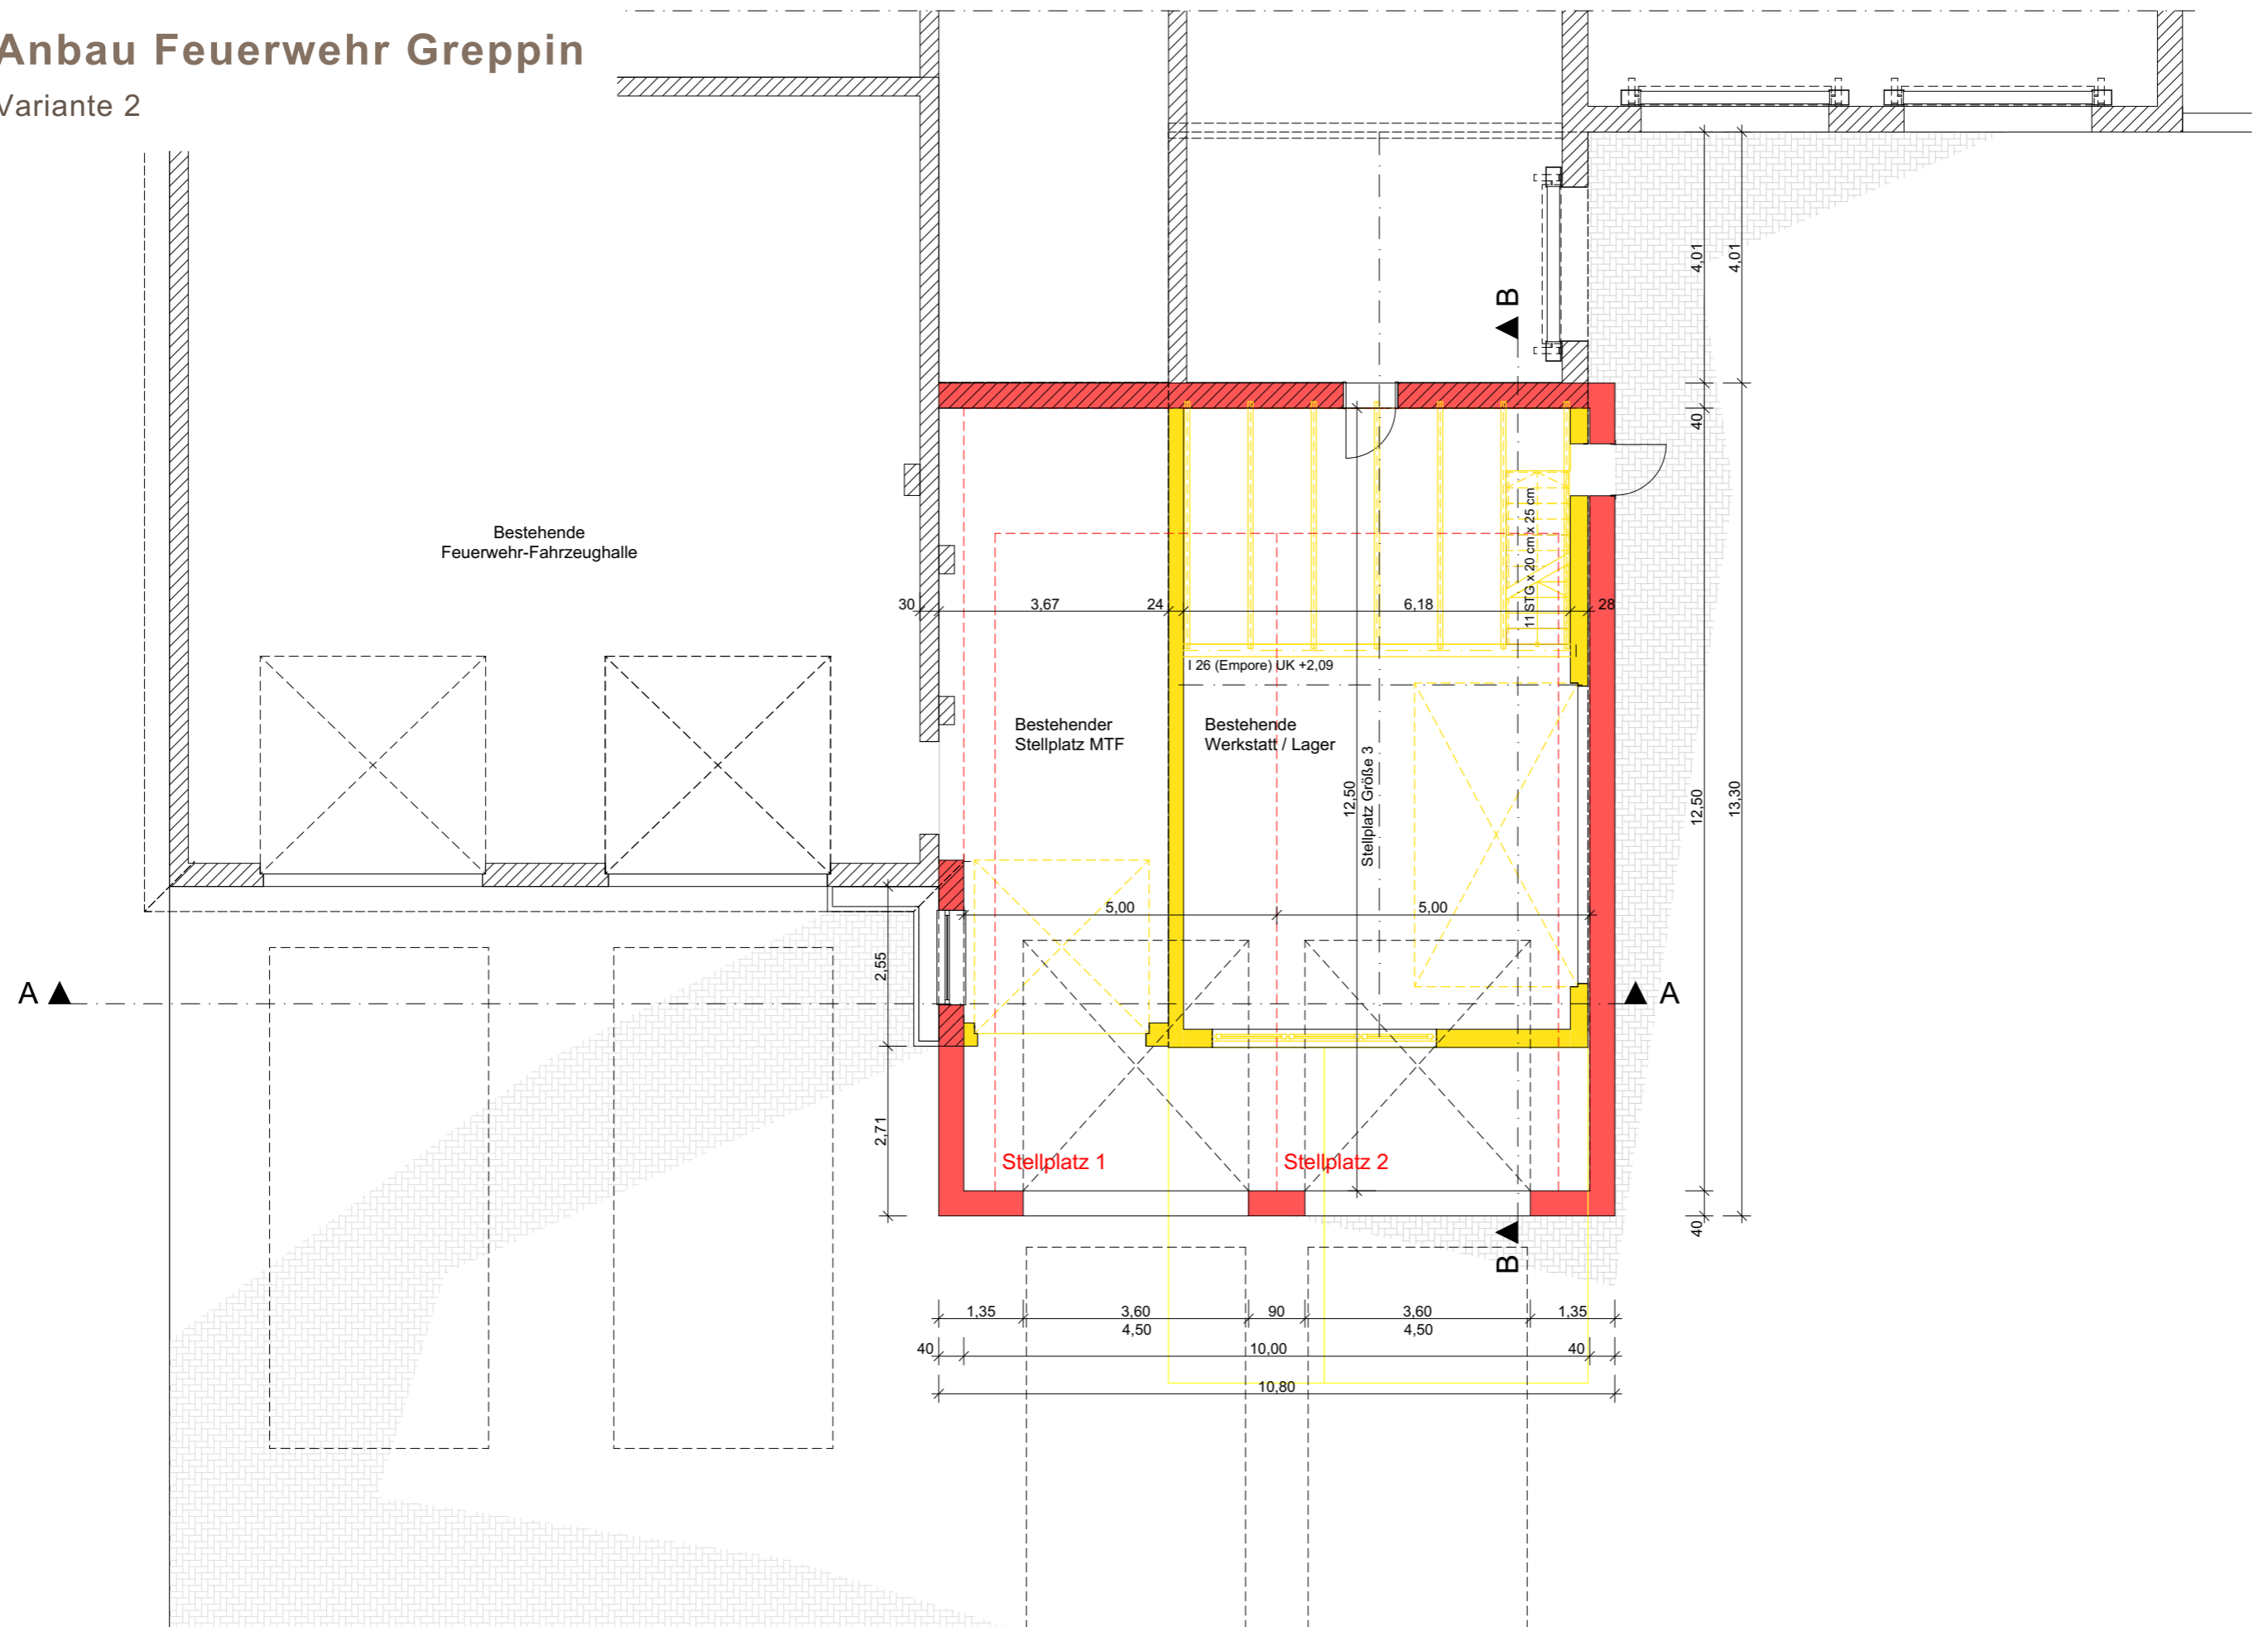 Anbau Feuerwehr Greppin
Variante 2
4,01
4,01
B
40
Bestehende
Feuerwehr-Fahrzeughalle
11 STG x 20 cm x 25 cm
30
3,67
24
6,18
28
I 26 (Empore) UK +2,09
Bestehender
Stellplatz MTF
Bestehende
Werkstatt / Lager
12,50
Stellplatz Größe 3
12,50
13,30
5,00
5,00
2,55
A
A
2,71
Stellplatz 1
Stellplatz 2
40
B
1,35
3,60
90
3,60
1,35
4,50
4,50
40
10,00
40
10,80